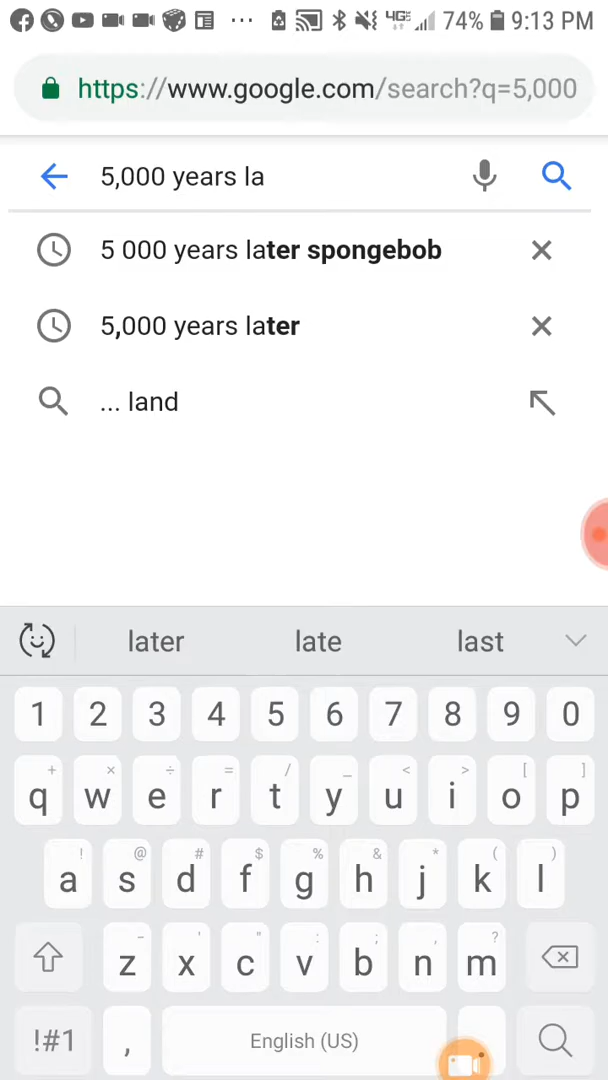 4GE 74% 9:13 PM
https://www.google.com/search?q=5,000
5,000 years la
5 000 years later spongebob
5,000 years later
... land
later late last
1 2 3 4 5 6 7 8 9 0
+ × ÷ = / _ < > [ ]
q w e r t y u i o p
! @ # $ % & * ( )
a s d f g h j k l
- ' " : ; , ?
z x c v b n m
!#1 , English (US)